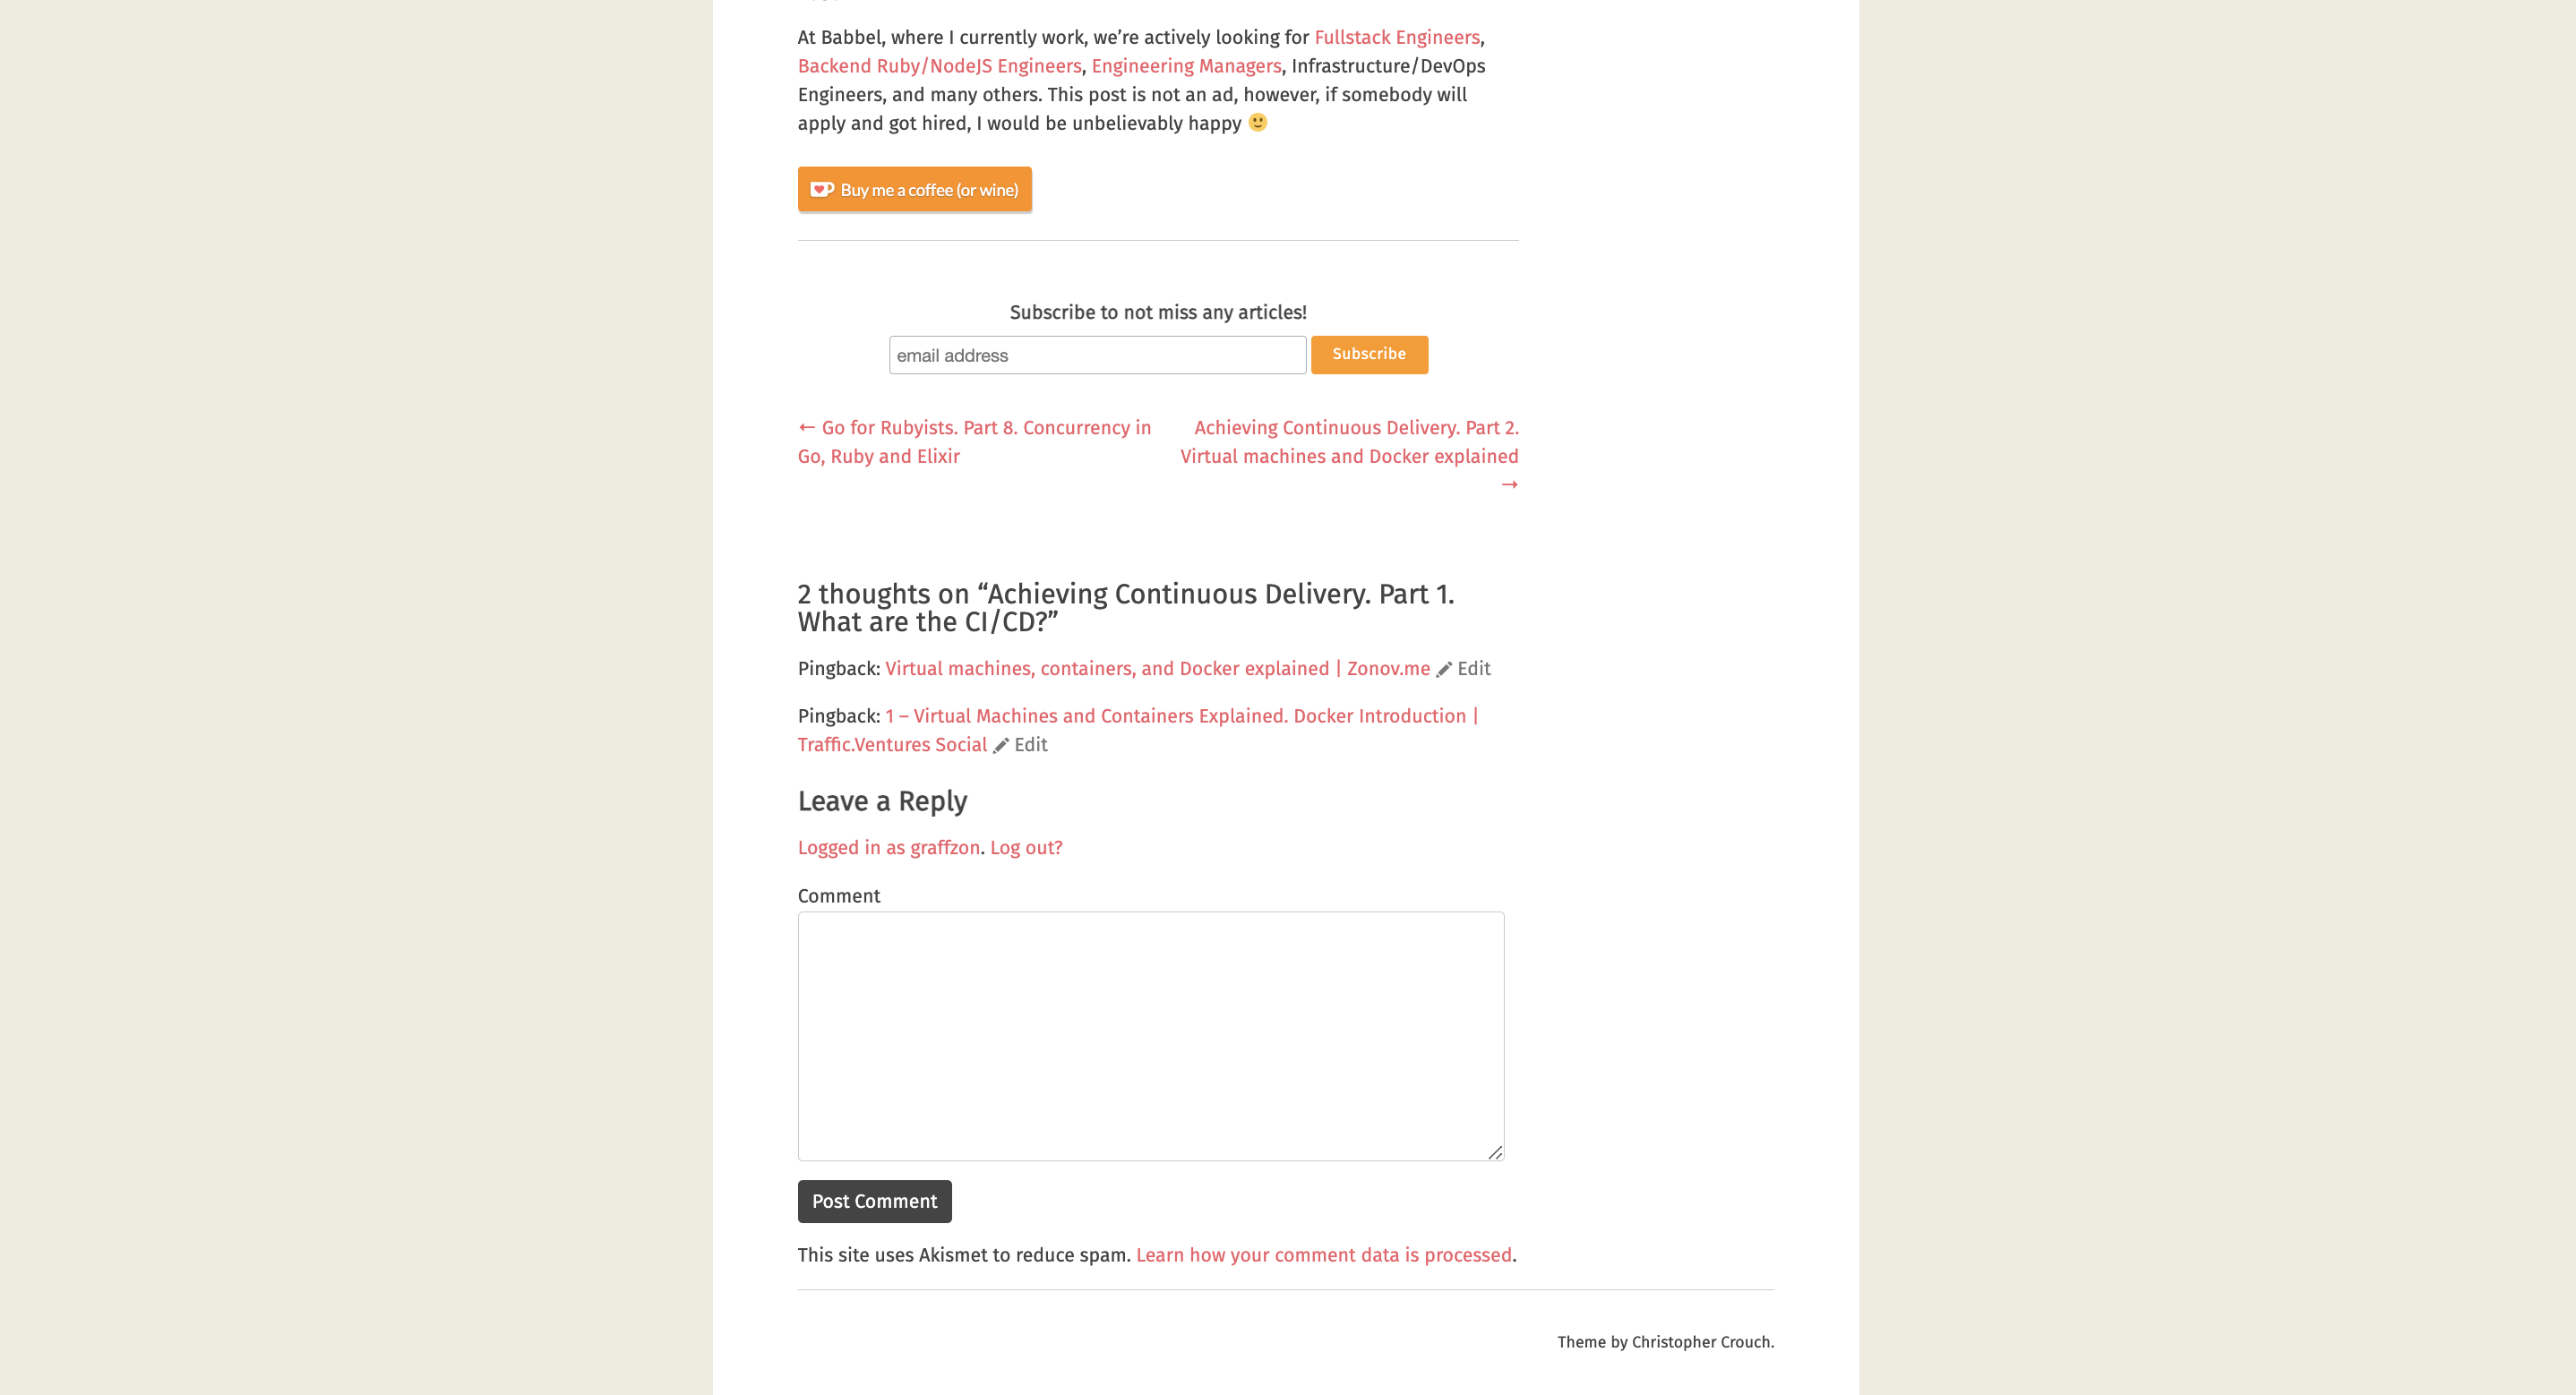 At Babbel, where I currently work, we’re actively looking for Fullstack Engineers,
Backend Ruby/NodeJS Engineers, Engineering Managers, Infrastructure/DevOps
Engineers, and many others. This post is not an ad, however, if somebody will
apply and got hired, I would be unbelievably happy 🙂
Buy me a coffee (or wine)
Subscribe to not miss any articles!
email address
Subscribe
← Go for Rubyists. Part 8. Concurrency in
Go, Ruby and Elixir
Achieving Continuous Delivery. Part 2.
Virtual machines and Docker explained
→
2 thoughts on “Achieving Continuous Delivery. Part 1.
What are the CI/CD?”
Pingback: Virtual machines, containers, and Docker explained | Zonov.me Edit
Pingback: 1 – Virtual Machines and Containers Explained. Docker Introduction |
Traffic.Ventures Social Edit
Leave a Reply
Logged in as graffzon. Log out?
Comment
Post Comment
This site uses Akismet to reduce spam. Learn how your comment data is processed.
Theme by Christopher Crouch.